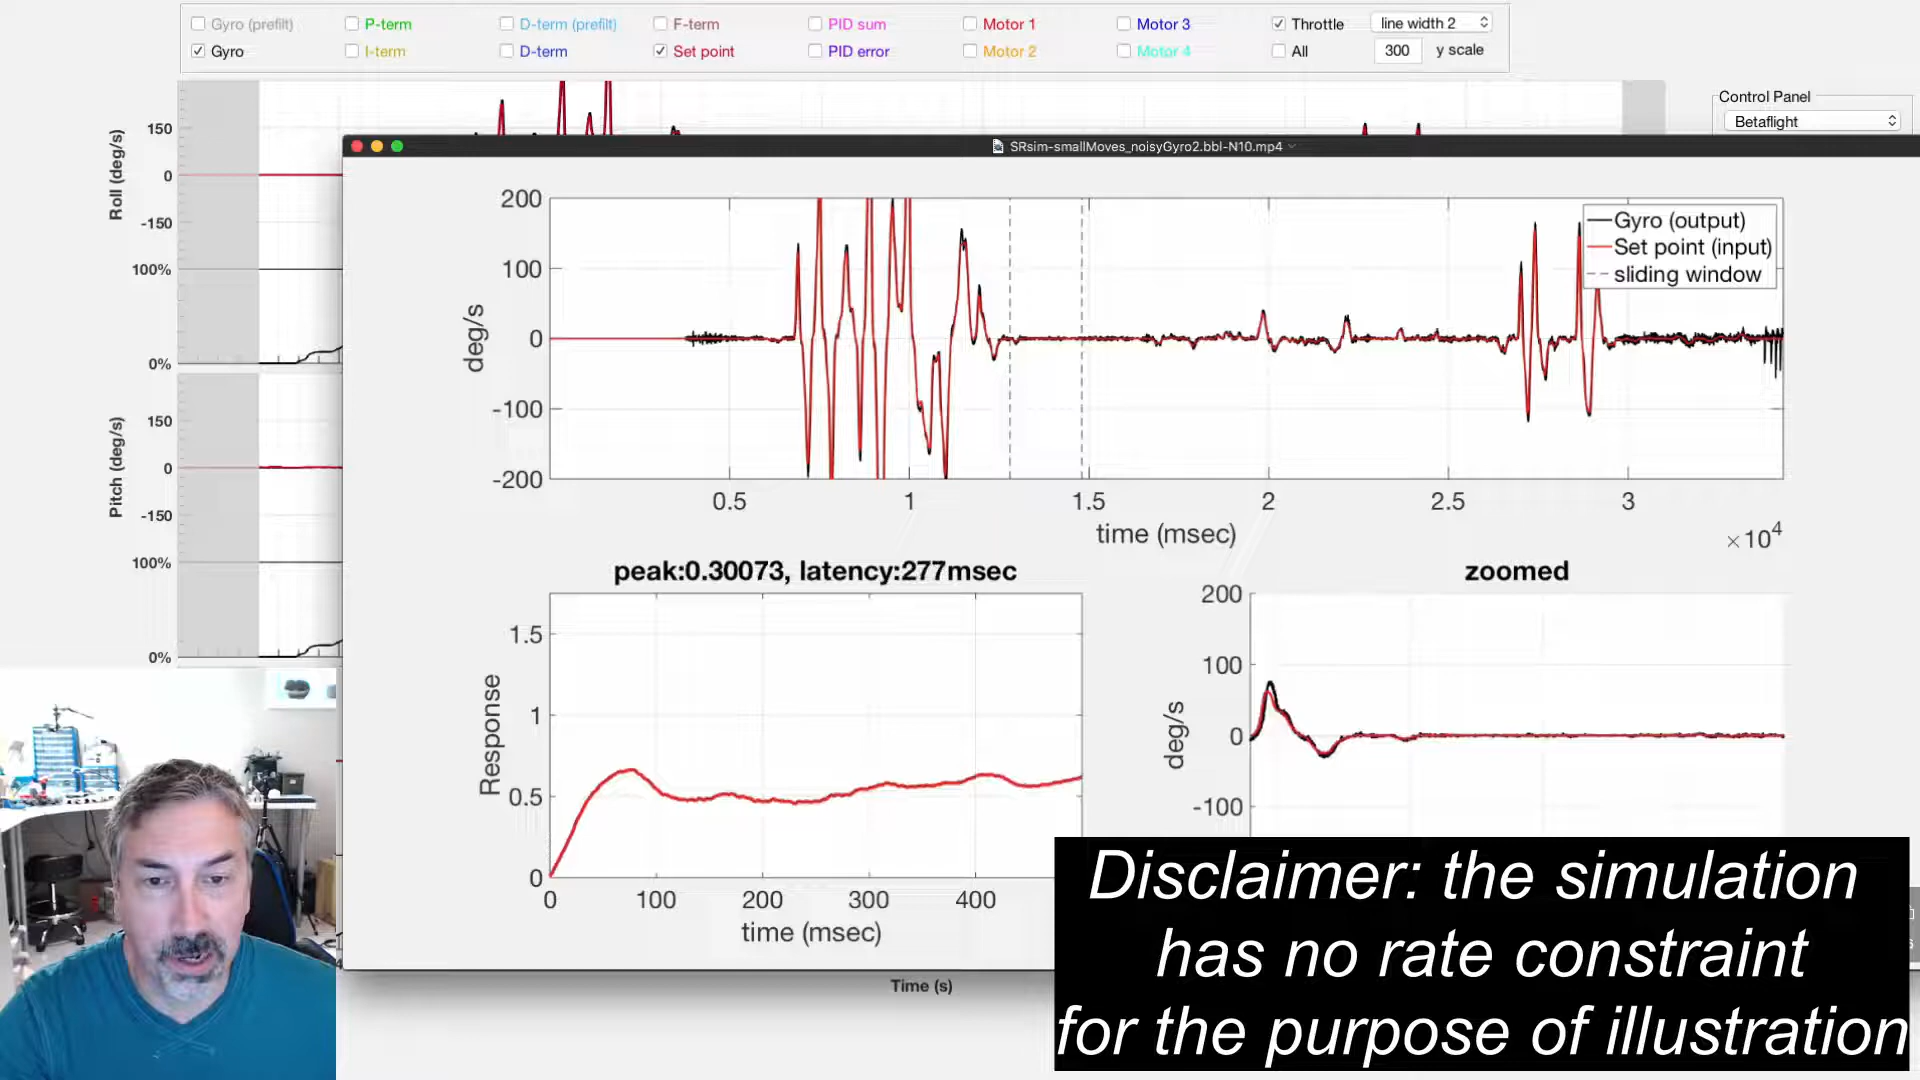 Gyro (prefilt)
P-term
D-term (prefilt)
F-term
PID sum
Motor 1
Motor 3
Throttle
line width 2
Gyro
I-term
D-term
Set point
PID error
Motor 2
Motor 4
All
300
y scale
Control Panel
Betaflight
Roll (deg/s)
150
0
-150
100%
0%
Pitch (deg/s)
150
0
-150
100%
0%
SRsim-smallMoves_noisyGyro2.bbl-N10.mp4
deg/s
200
100
0
-100
-200
Gyro (output)
Set point (input)
sliding window
0.5
1
1.5
2
2.5
3
time (msec)
×10^4
peak:0.30073, latency:277msec
Response
1.5
1
0.5
0
0
100
200
300
400
time (msec)
zoomed
deg/s
200
100
0
-100
Time (s)
Disclaimer: the simulation
has no rate constraint
for the purpose of illustration